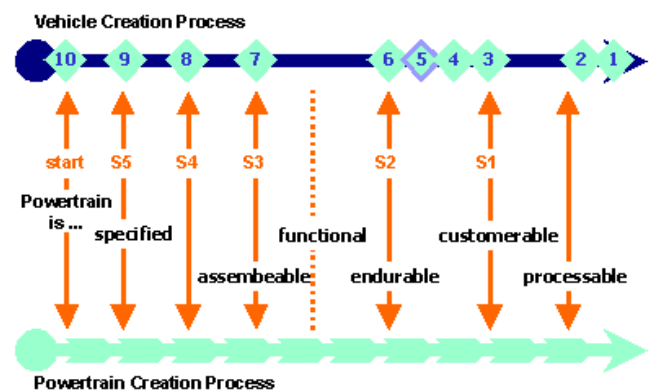 Vehicle Creation Process
10 9 8 7 6 5 4 3 2 1
start S5 S4 S3 S2 S1
Powertrain
is ...
specified functional customerable
assembeable endurable processable
Powertrain Creation Process